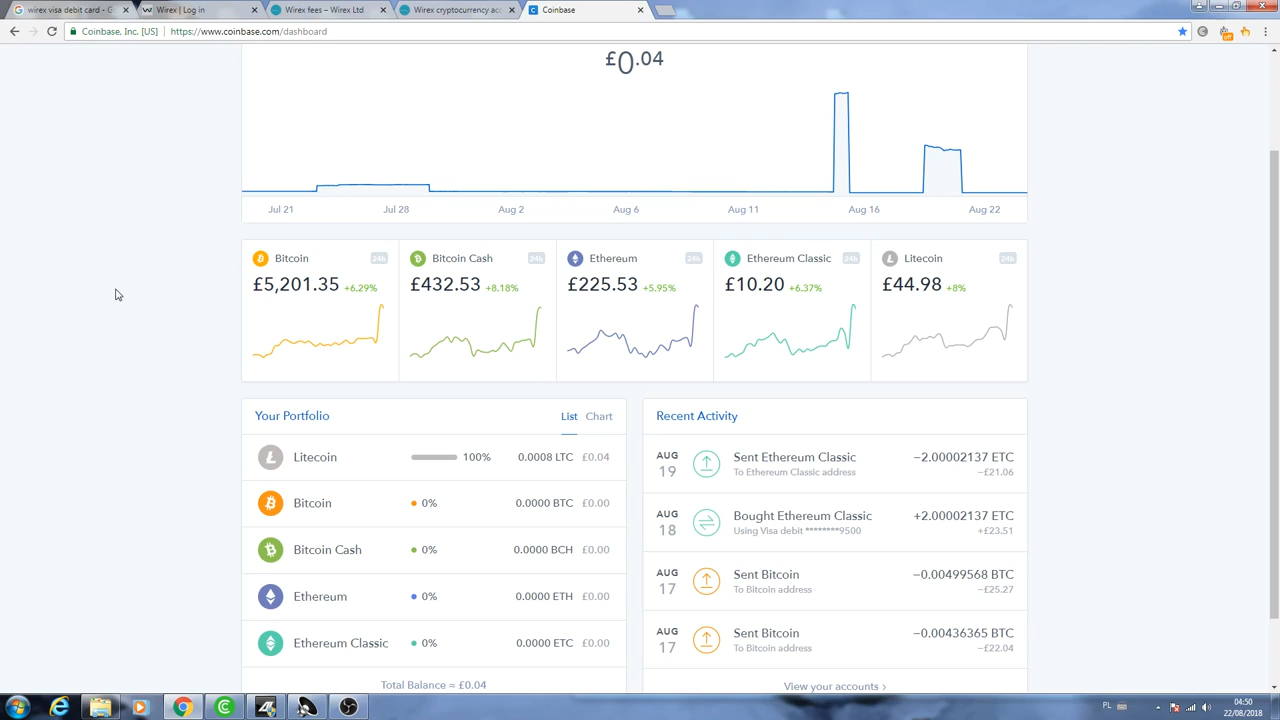 wirex visa debit card - G
Wirex | Log in
Wirex fees – Wirex Ltd
Wirex cryptocurrency acc
Coinbase
Coinbase, Inc. [US] | https://www.coinbase.com/dashboard
£0.04
Jul 21 Jul 28 Aug 2 Aug 6 Aug 11 Aug 16 Aug 22
Bitcoin 24h
£5,201.35 +6.29%
Bitcoin Cash 24h
£432.53 +8.18%
Ethereum 24h
£225.53 +5.95%
Ethereum Classic 24h
£10.20 +6.37%
Litecoin 24h
£44.98 +8%
Your Portfolio List Chart
Litecoin 100% 0.0008 LTC £0.04
Bitcoin 0% 0.0000 BTC £0.00
Bitcoin Cash 0% 0.0000 BCH £0.00
Ethereum 0% 0.0000 ETH £0.00
Ethereum Classic 0% 0.0000 ETC £0.00
Total Balance ≈ £0.04
Recent Activity
AUG 19
Sent Ethereum Classic −2.00002137 ETC
To Ethereum Classic address −£21.06
AUG 18
Bought Ethereum Classic +2.00002137 ETC
Using Visa debit ********9500 +£23.51
AUG 17
Sent Bitcoin −0.00499568 BTC
To Bitcoin address −£25.27
AUG 17
Sent Bitcoin −0.00436365 BTC
To Bitcoin address −£22.04
View your accounts ›
PL
04:50
22/08/2018